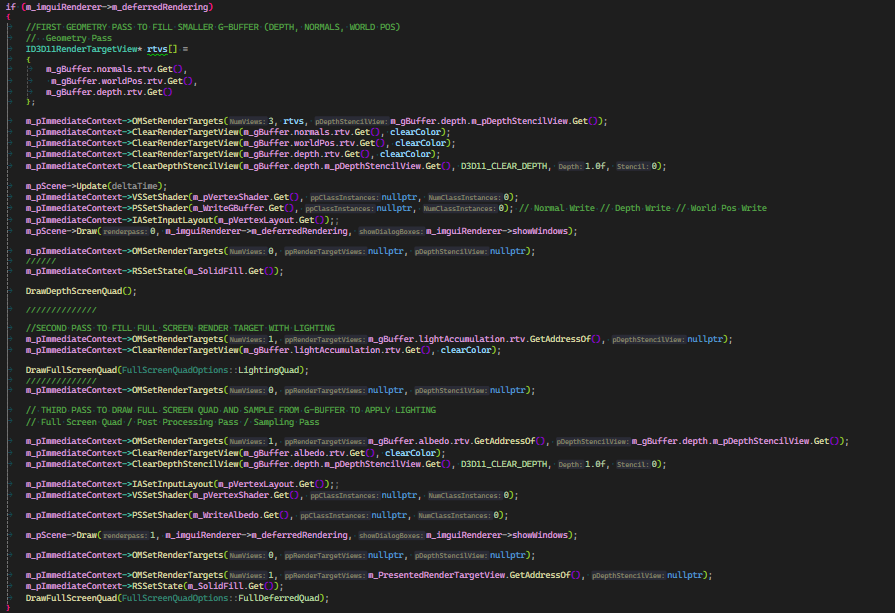 if (m_imguiRenderer->m_deferredRendering)
{
//FIRST GEOMETRY PASS TO FILL SMALLER G-BUFFER (DEPTH, NORMALS, WORLD POS)
// Geometry Pass
ID3D11RenderTargetView* rtvs[] =
{
m_gBuffer.normals.rtv.Get(),
m_gBuffer.worldPos.rtv.Get(),
m_gBuffer.depth.rtv.Get()
};
m_pImmediateContext->OMSetRenderTargets(NumViews: 3, rtvs, pDepthStencilView: m_gBuffer.depth.m_pDepthStencilView.Get());
m_pImmediateContext->ClearRenderTargetView(m_gBuffer.normals.rtv.Get(), clearColor);
m_pImmediateContext->ClearRenderTargetView(m_gBuffer.worldPos.rtv.Get(), clearColor);
m_pImmediateContext->ClearRenderTargetView(m_gBuffer.depth.rtv.Get(), clearColor);
m_pImmediateContext->ClearDepthStencilView(m_gBuffer.depth.m_pDepthStencilView.Get(), D3D11_CLEAR_DEPTH, Depth: 1.0f, Stencil: 0);
m_pScene->Update(deltaTime);
m_pImmediateContext->VSSetShader(m_pVertexShader.Get(), ppClassInstances: nullptr, NumClassInstances: 0);
m_pImmediateContext->PSSetShader(m_WriteGBuffer.Get(), ppClassInstances: nullptr, NumClassInstances: 0); // Normal Write // Depth Write // World Pos Write
m_pImmediateContext->IASetInputLayout(m_pVertexLayout.Get());;
m_pScene->Draw(renderpass: 0, m_imguiRenderer->m_deferredRendering, showDialogBoxes: m_imguiRenderer->showWindows);
m_pImmediateContext->OMSetRenderTargets(NumViews: 0, ppRenderTargetViews: nullptr, pDepthStencilView: nullptr);
//////
m_pImmediateContext->RSSetState(m_SolidFill.Get());
DrawDepthScreenQuad();
//////////////
//SECOND PASS TO FILL FULL SCREEN RENDER TARGET WITH LIGHTING
m_pImmediateContext->OMSetRenderTargets(NumViews: 1, ppRenderTargetViews: m_gBuffer.lightAccumulation.rtv.GetAddressOf(), pDepthStencilView: nullptr);
m_pImmediateContext->ClearRenderTargetView(m_gBuffer.lightAccumulation.rtv.Get(), clearColor);
DrawFullScreenQuad(FullScreenQuadOptions::LightingQuad);
//////////////
m_pImmediateContext->OMSetRenderTargets(NumViews: 0, ppRenderTargetViews: nullptr, pDepthStencilView: nullptr);
// THIRD PASS TO DRAW FULL SCREEN QUAD AND SAMPLE FROM G-BUFFER TO APPLY LIGHTING
// Full Screen Quad / Post Processing Pass / Sampling Pass
m_pImmediateContext->OMSetRenderTargets(NumViews: 1, ppRenderTargetViews: m_gBuffer.albedo.rtv.GetAddressOf(), pDepthStencilView: m_gBuffer.depth.m_pDepthStencilView.Get());
m_pImmediateContext->ClearRenderTargetView(m_gBuffer.albedo.rtv.Get(), clearColor);
m_pImmediateContext->ClearDepthStencilView(m_gBuffer.depth.m_pDepthStencilView.Get(), D3D11_CLEAR_DEPTH, Depth: 1.0f, Stencil: 0);
m_pImmediateContext->IASetInputLayout(m_pVertexLayout.Get());;
m_pImmediateContext->VSSetShader(m_pVertexShader.Get(), ppClassInstances: nullptr, NumClassInstances: 0);
m_pImmediateContext->PSSetShader(m_WriteAlbedo.Get(), ppClassInstances: nullptr, NumClassInstances: 0);
m_pScene->Draw(renderpass: 1, m_imguiRenderer->m_deferredRendering, showDialogBoxes: m_imguiRenderer->showWindows);
m_pImmediateContext->OMSetRenderTargets(NumViews: 0, ppRenderTargetViews: nullptr, pDepthStencilView: nullptr);
m_pImmediateContext->OMSetRenderTargets(NumViews: 1, ppRenderTargetViews: m_PresentedRenderTargetView.GetAddressOf(), pDepthStencilView: nullptr);
m_pImmediateContext->RSSetState(m_SolidFill.Get());
DrawFullScreenQuad(FullScreenQuadOptions::FullDeferredQuad);
}